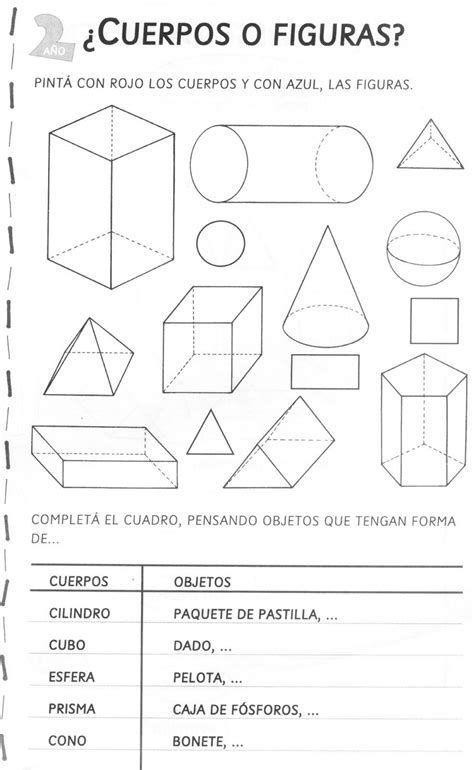 2 ¿CUERPOS O FIGURAS?
AÑO
PINTÁ CON ROJO LOS CUERPOS Y CON AZUL, LAS FIGURAS.
COMPLETÁ EL CUADRO, PENSANDO OBJETOS QUE TENGAN FORMA
DE...
CUERPOS OBJETOS
CILINDRO PAQUETE DE PASTILLA, ...
CUBO DADO, ...
ESFERA PELOTA, ...
PRISMA CAJA DE FÓSFOROS, ...
CONO BONETE, ...